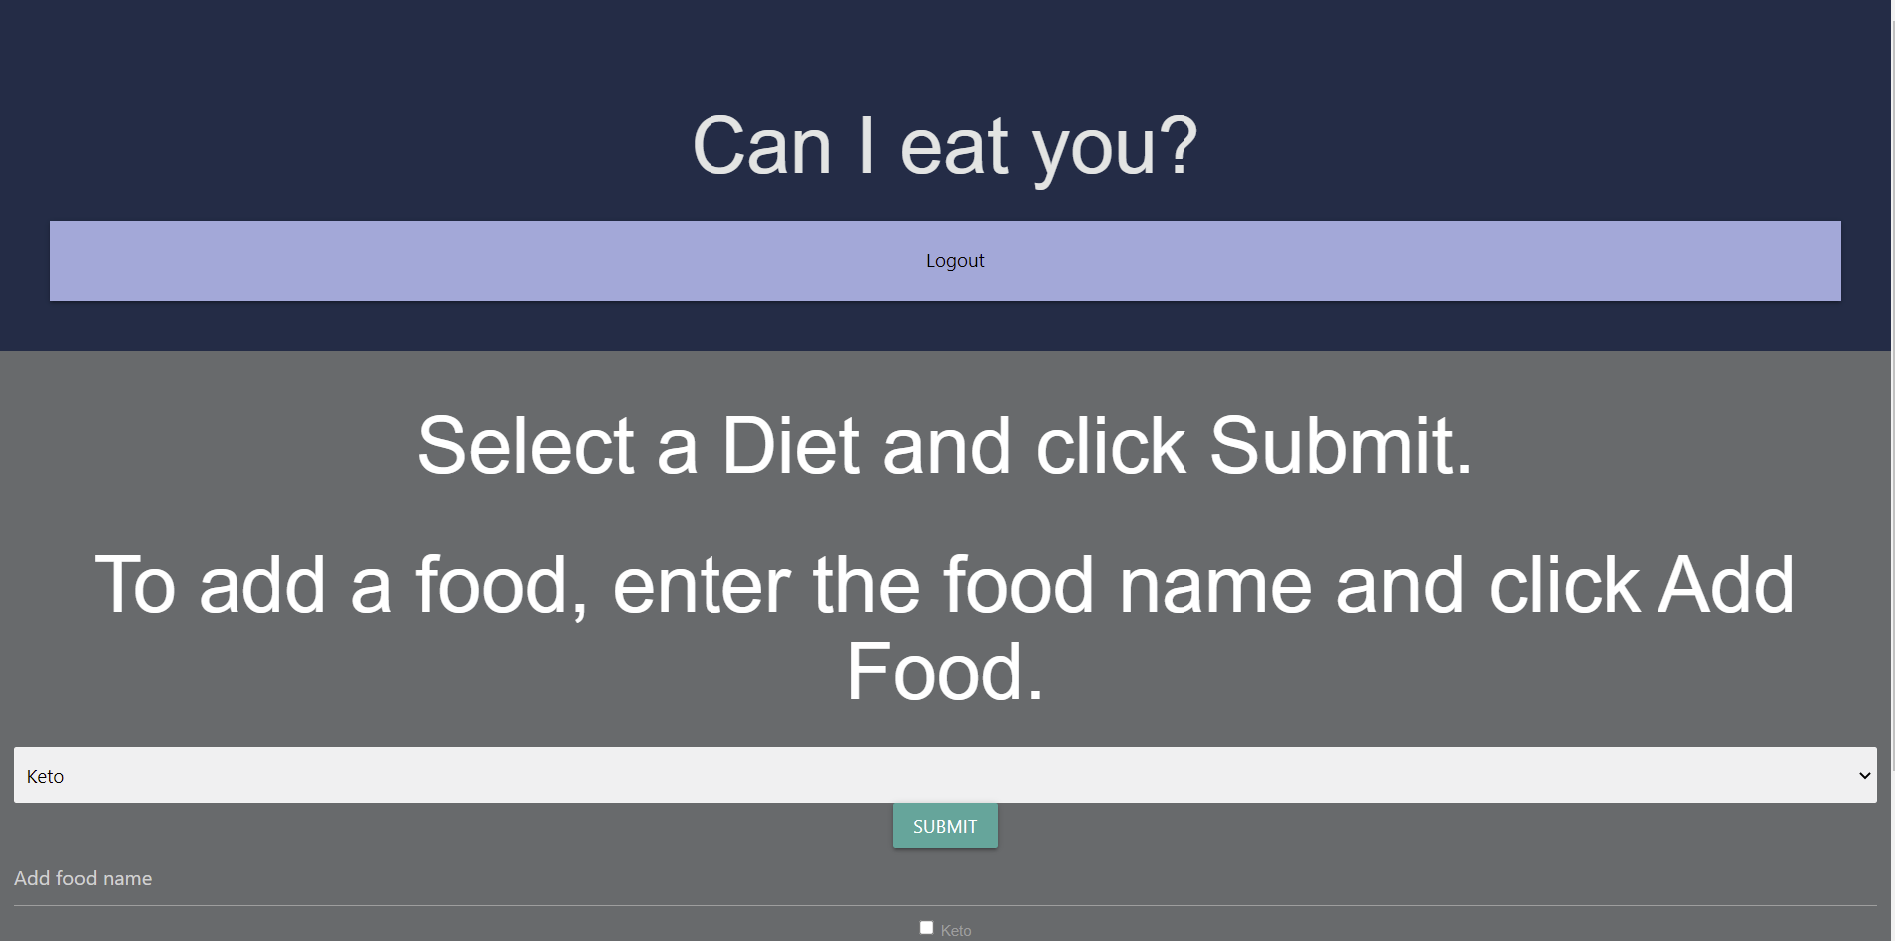 Can I eat you?
Logout
Select a Diet and click Submit.
To add a food, enter the food name and click Add
Food.
Keto
SUBMIT
Add food name
Keto